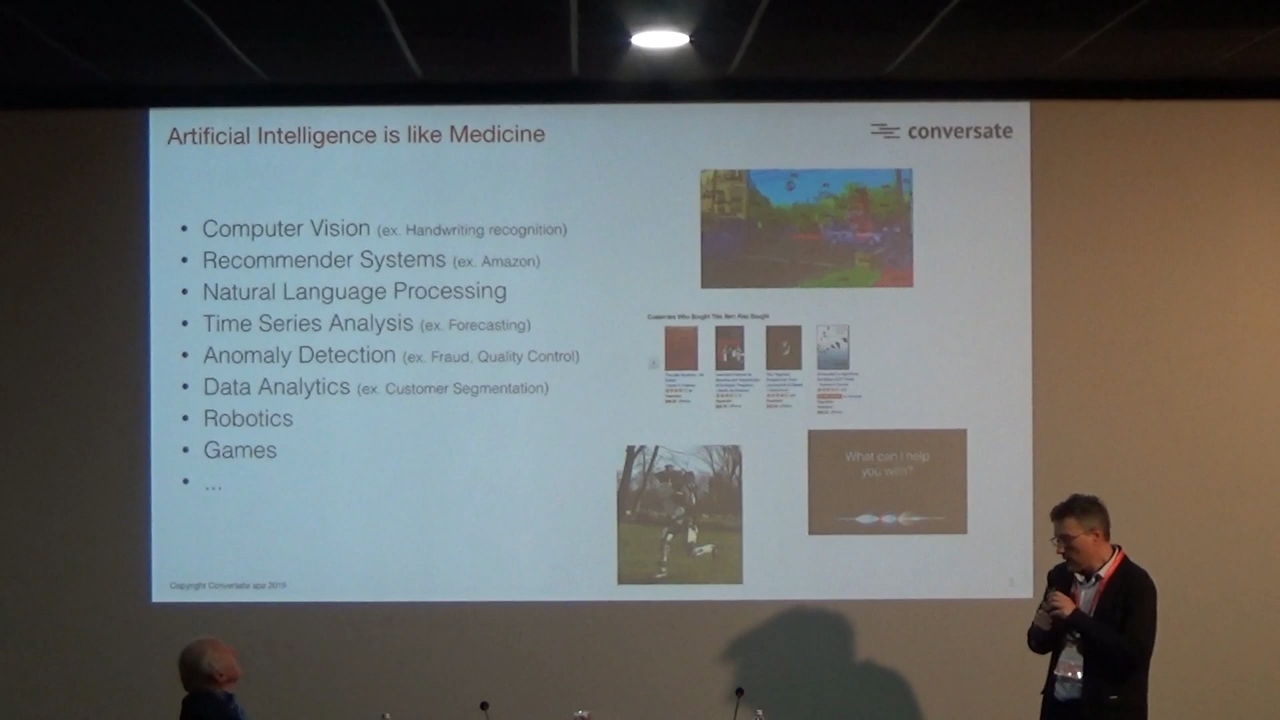 Artificial Intelligence is like Medicine
conversate
• Computer Vision (ex. Handwriting recognition)
• Recommender Systems (ex. Amazon)
• Natural Language Processing
• Time Series Analysis (ex. Forecasting)
• Anomaly Detection (ex. Fraud, Quality Control)
• Data Analytics (ex. Customer Segmentation)
• Robotics
• Games
• ...
Customers Who Bought This Item Also Bought
What can I help
you with?
Copyright Conversate spa 2019